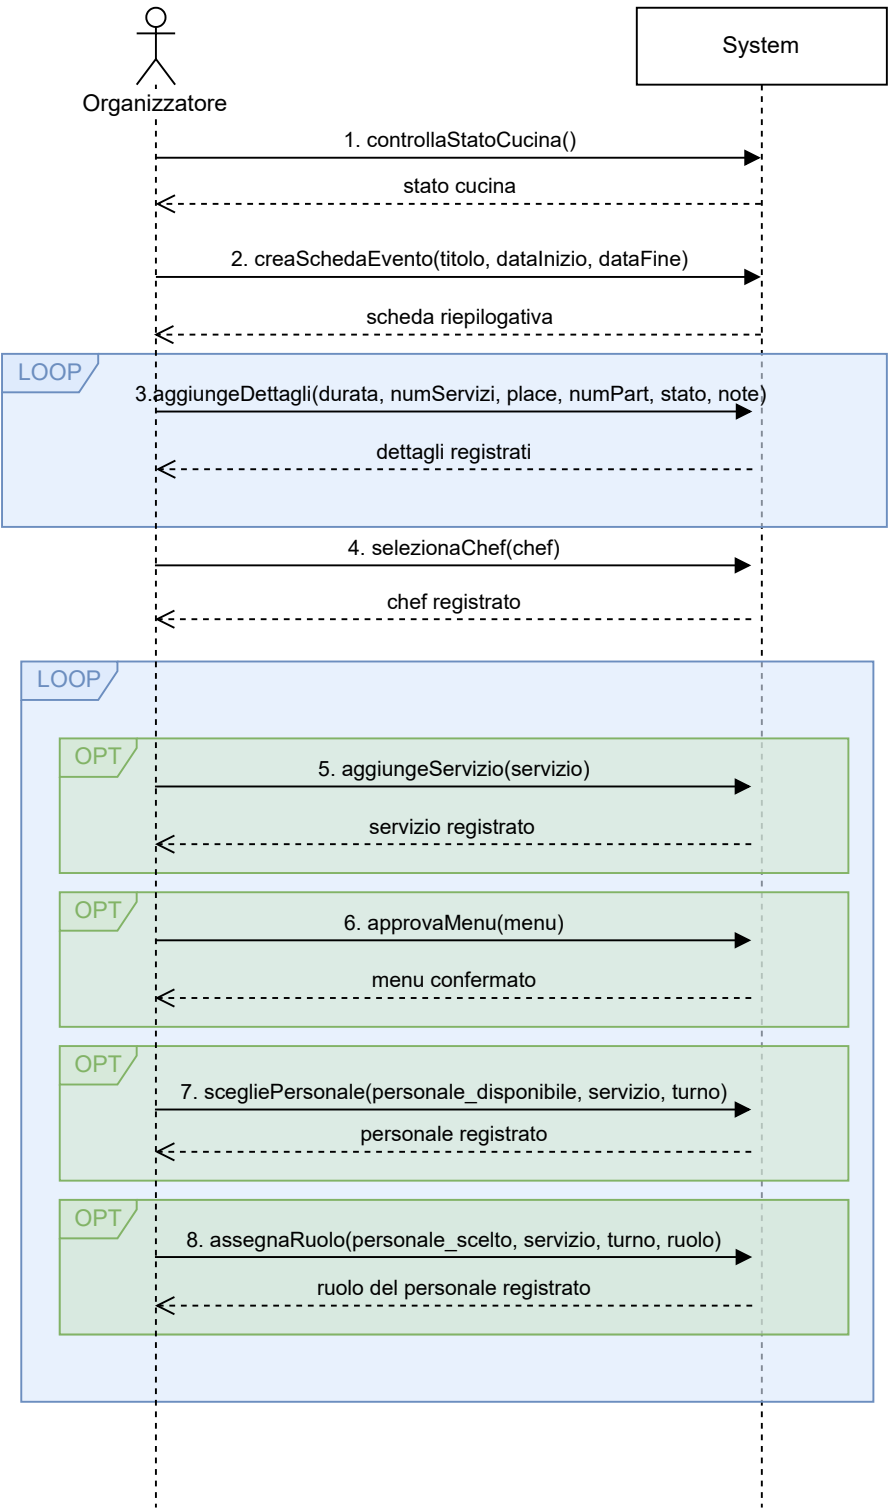 System
Organizzatore
1. controllaStatoCucina()
stato cucina
2. creaSchedaEvento(titolo, dataInizio, dataFine)
scheda riepilogativa
LOOP
3.aggiungeDettagli(durata, numServizi, place, numPart, stato, note)
dettagli registrati
4. selezionaChef(chef)
chef registrato
LOOP
OPT
5. aggiungeServizio(servizio)
servizio registrato
OPT
6. approvaMenu(menu)
menu confermato
OPT
7. scegliePersonale(personale_disponibile, servizio, turno)
personale registrato
OPT
8. assegnaRuolo(personale_scelto, servizio, turno, ruolo)
ruolo del personale registrato